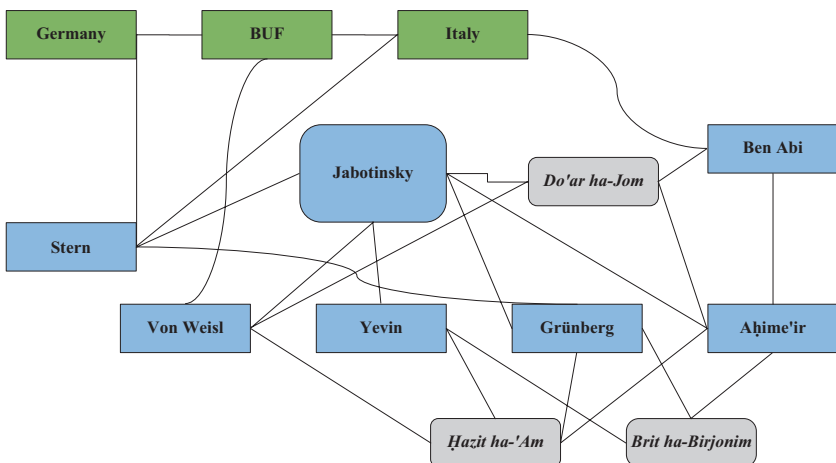 Germany
BUF
Italy
Ben Abi
Jabotinsky
Do'ar ha-Jom
Stern
Von Weisl
Yevin
Grünberg
Aḥime'ir
Ḥazit ha-'Am
Brit ha-Birjonim